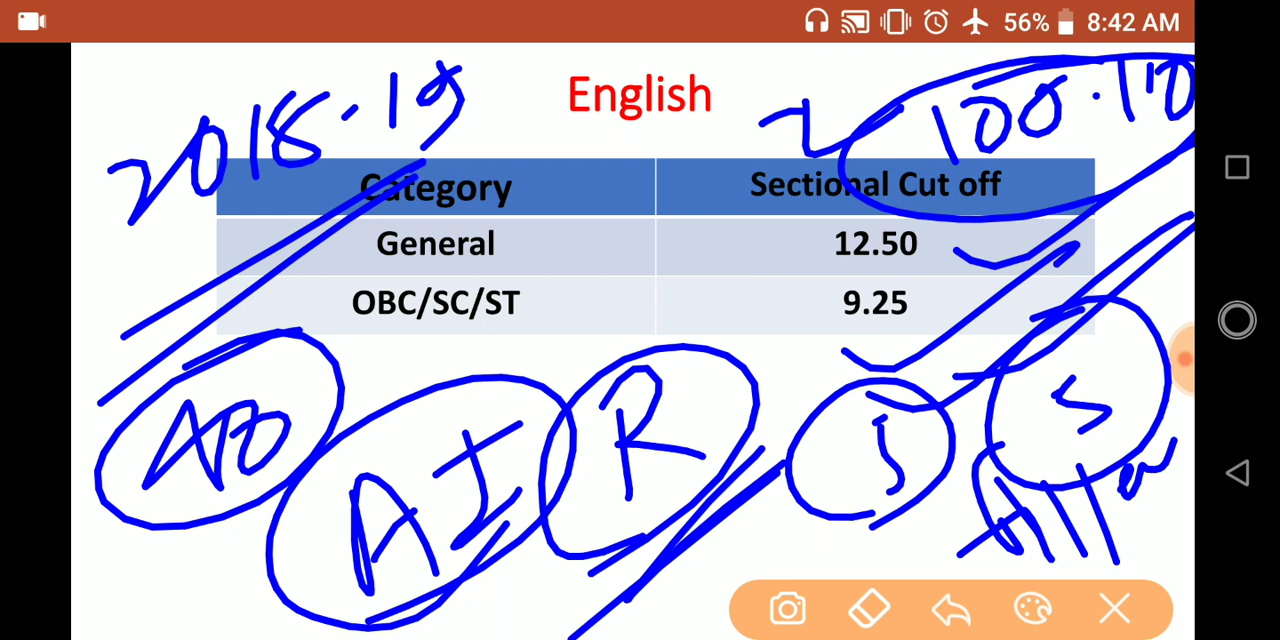 56% 8:42 AM
English
2018-19
100-110
Category Sectional Cut off
General 12.50
OBC/SC/ST 9.25
R
S